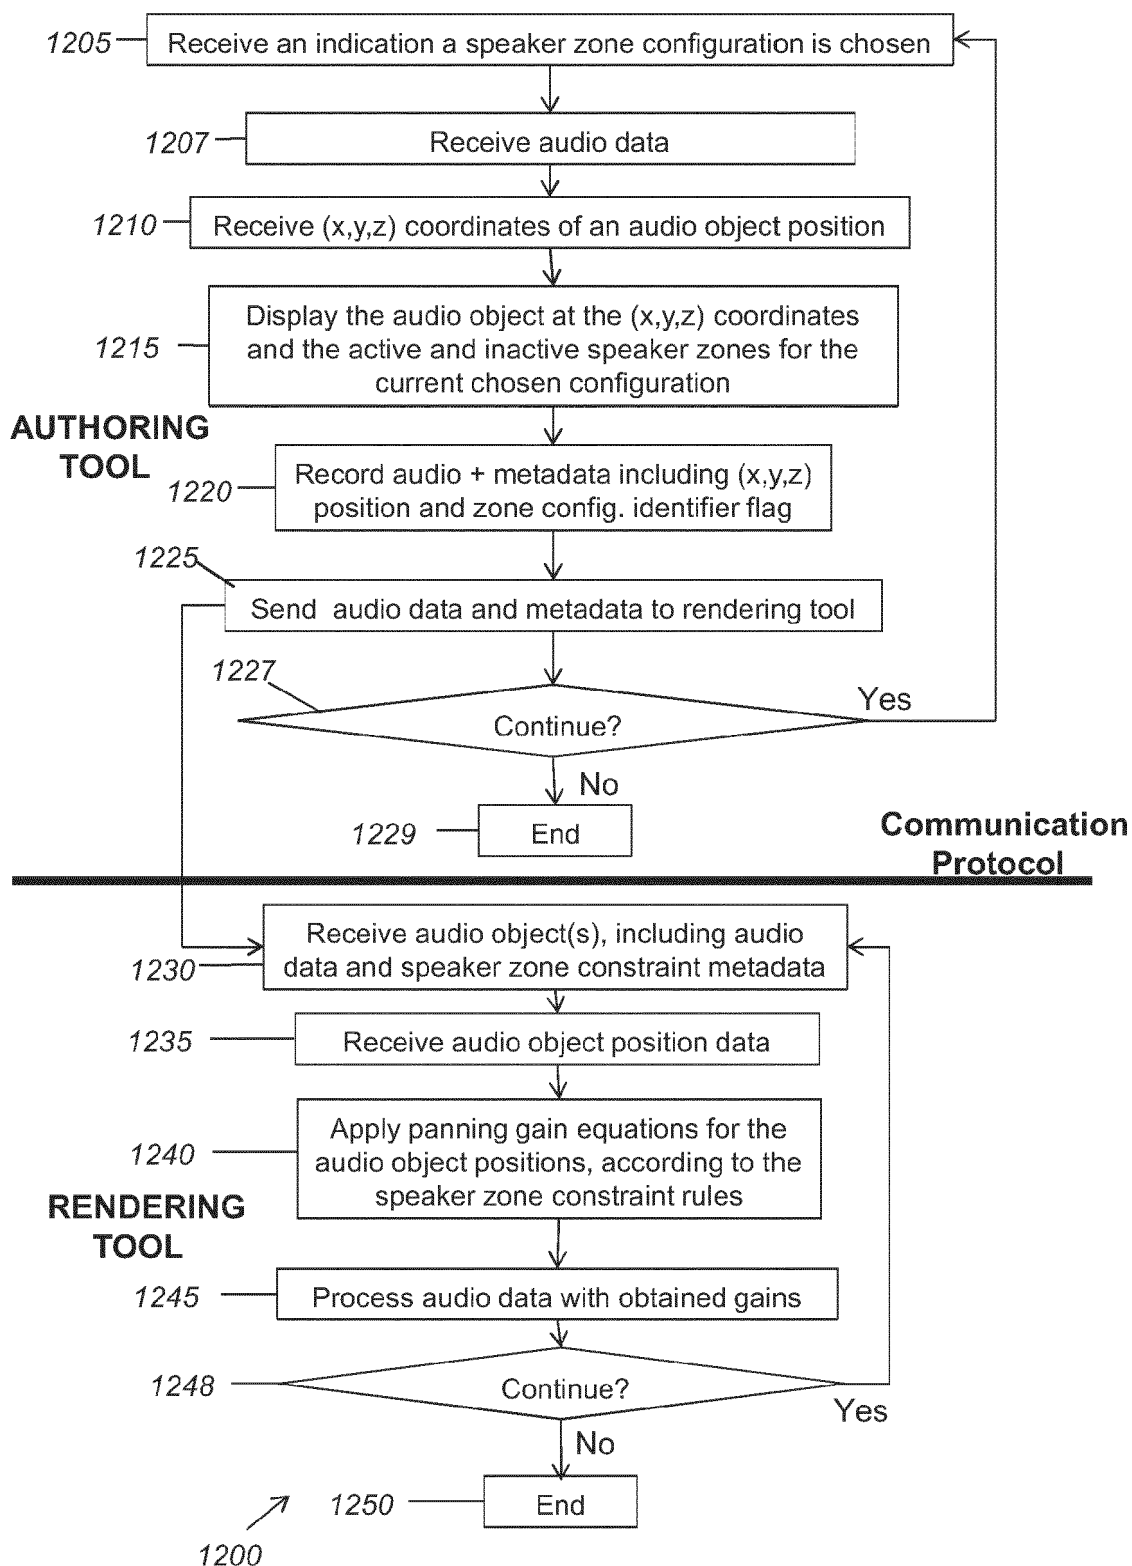 1205
Receive an indication a speaker zone configuration is chosen
1207
Receive audio data
1210
Receive (x,y,z) coordinates of an audio object position
1215
Display the audio object at the (x,y,z) coordinates
and the active and inactive speaker zones for the
current chosen configuration
AUTHORING
TOOL
1220
Record audio + metadata including (x,y,z)
position and zone config. identifier flag
1225
Send audio data and metadata to rendering tool
1227
Continue?
Yes
No
1229
End
Communication
Protocol
1230
Receive audio object(s), including audio
data and speaker zone constraint metadata
1235
Receive audio object position data
1240
Apply panning gain equations for the
audio object positions, according to the
speaker zone constraint rules
RENDERING
TOOL
1245
Process audio data with obtained gains
1248
Continue?
Yes
No
1250
End
1200